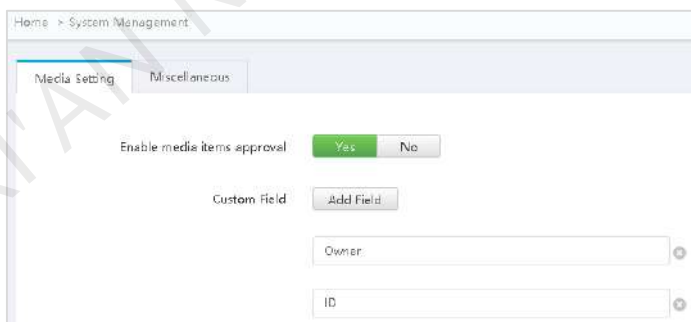 Home > System Management
Media Setting
Miscellaneous
Enable media items approval
Yes
No
Custom Field
Add Field
Owner
ID